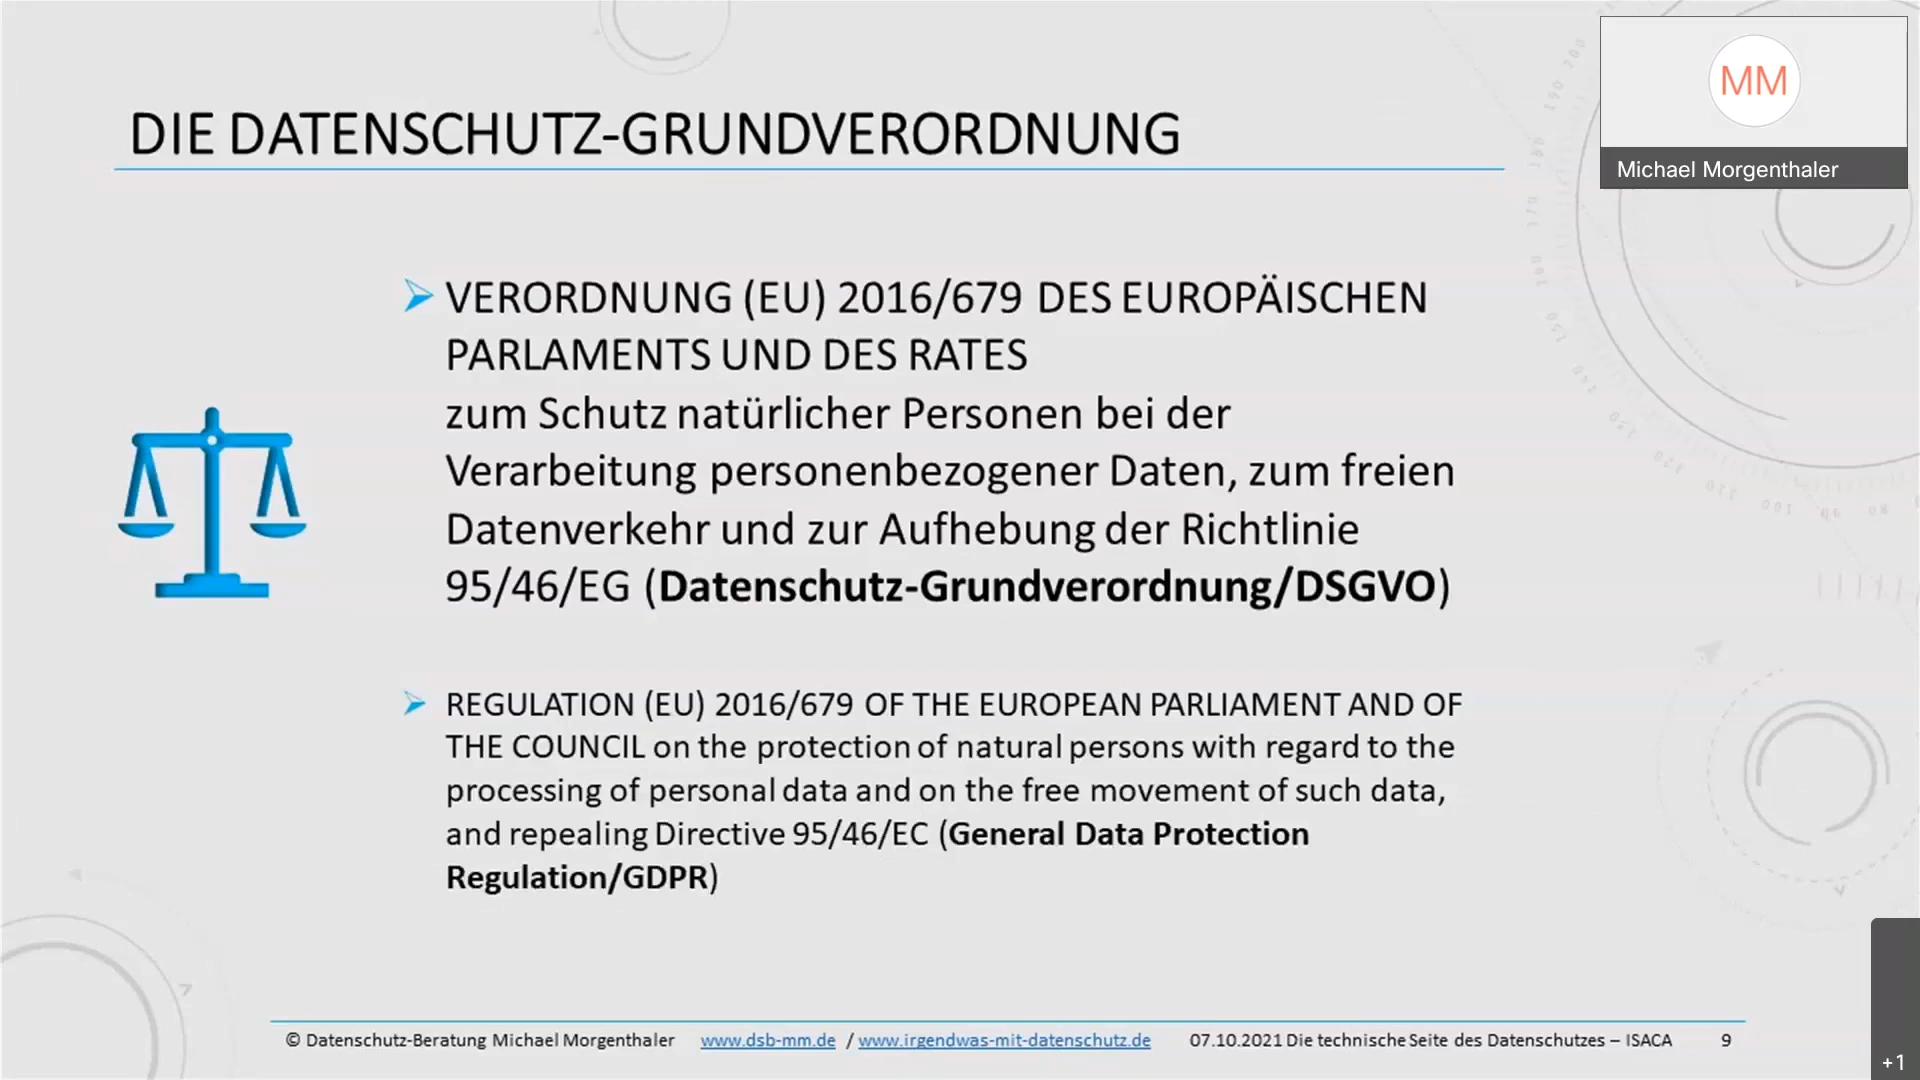 MM
Michael Morgenthaler
DIE DATENSCHUTZ-GRUNDVERORDNUNG
VERORDNUNG (EU) 2016/679 DES EUROPÄISCHEN
PARLAMENTS UND DES RATES
zum Schutz natürlicher Personen bei der
Verarbeitung personenbezogener Daten, zum freien
Datenverkehr und zur Aufhebung der Richtlinie
95/46/EG (Datenschutz-Grundverordnung/DSGVO)
REGULATION (EU) 2016/679 OF THE EUROPEAN PARLIAMENT AND OF
THE COUNCIL on the protection of natural persons with regard to the
processing of personal data and on the free movement of such data,
and repealing Directive 95/46/EC (General Data Protection
Regulation/GDPR)
© Datenschutz-Beratung Michael Morgenthaler www.dsb-mm.de / www.irgendwas-mit-datenschutz.de 07.10.2021 Die technische Seite des Datenschutzes – ISACA 9
+1